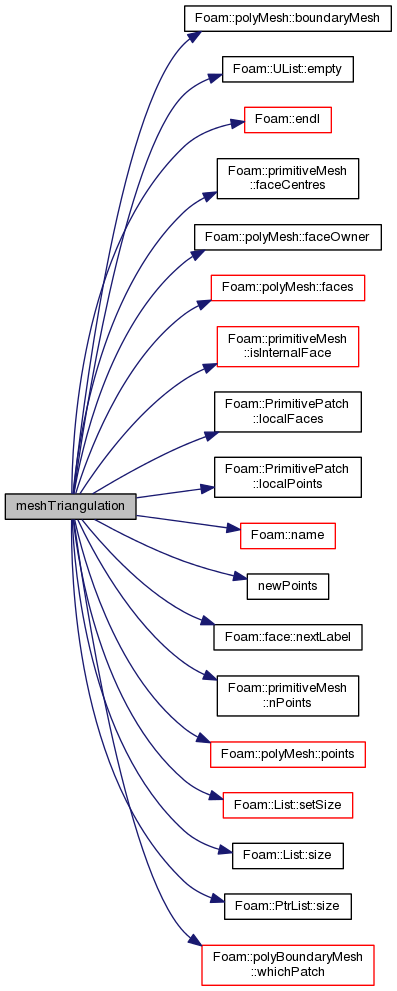 Foam::polyMesh::boundaryMesh
Foam::UList::empty
Foam::endl
Foam::primitiveMesh
::faceCentres
Foam::polyMesh::faceOwner
Foam::polyMesh::faces
Foam::primitiveMesh
::isInternalFace
Foam::PrimitivePatch
::localFaces
Foam::PrimitivePatch
::localPoints
meshTriangulation
Foam::name
newPoints
Foam::face::nextLabel
Foam::primitiveMesh
::nPoints
Foam::polyMesh::points
Foam::List::setSize
Foam::List::size
Foam::PtrList::size
Foam::polyBoundaryMesh
::whichPatch